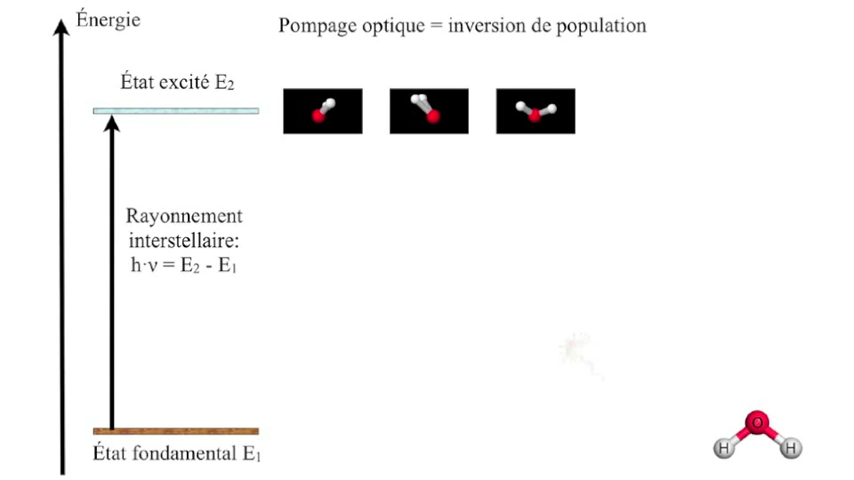 Énergie
Pompage optique = inversion de population
État excité E₂
Rayonnement
interstellaire:
h·ν = E₂ - E₁
État fondamental E₁
O
H H